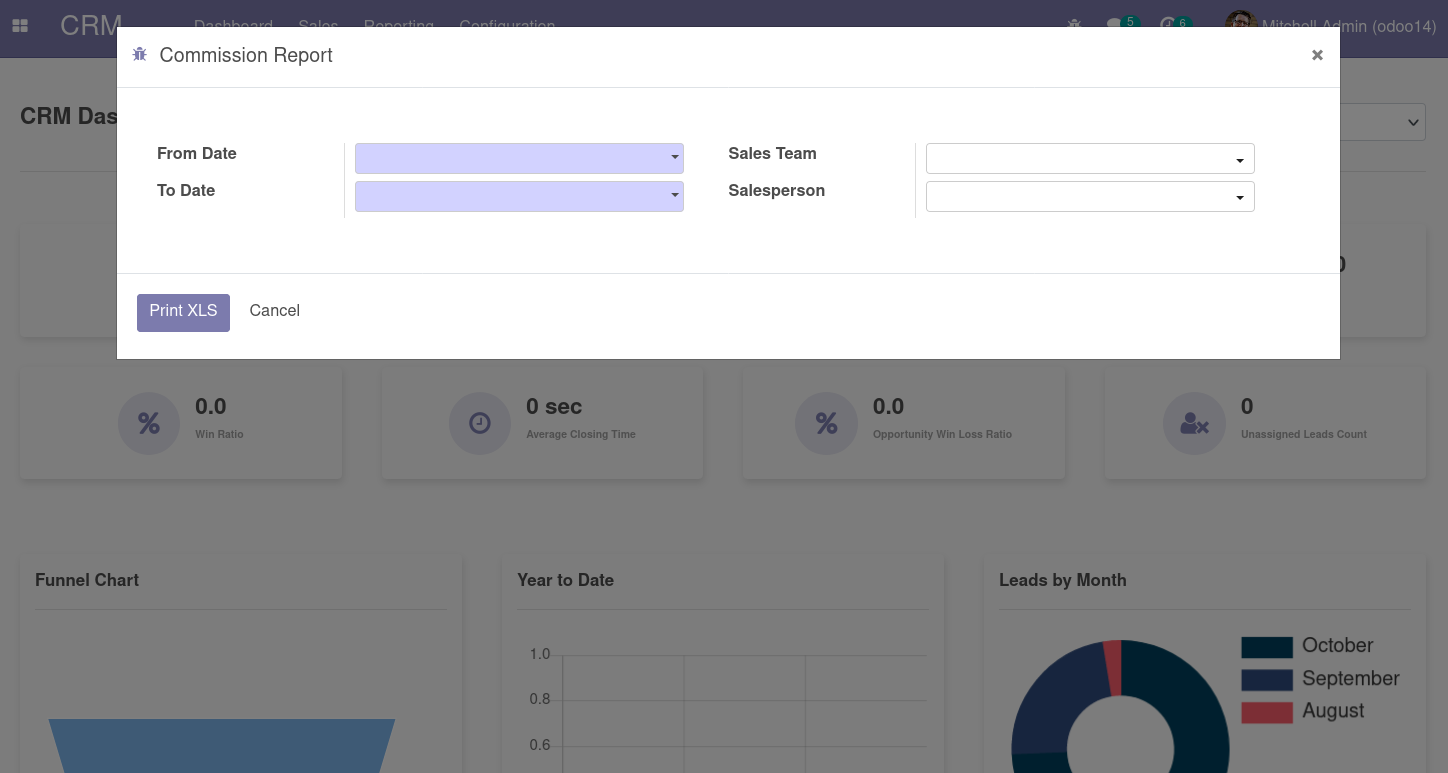 CRM Dashboard Sales Reporting Configuration 5 6 Mitchell Admin (odoo14)
Commission Report
CRM Das
From Date Sales Team
To Date Salesperson
Print XLS Cancel
0.0 0 sec 0.0 0
Win Ratio Average Closing Time Opportunity Win Loss Ratio Unassigned Leads Count
Funnel Chart Year to Date Leads by Month
1.0
0.8
0.6
October
September
August